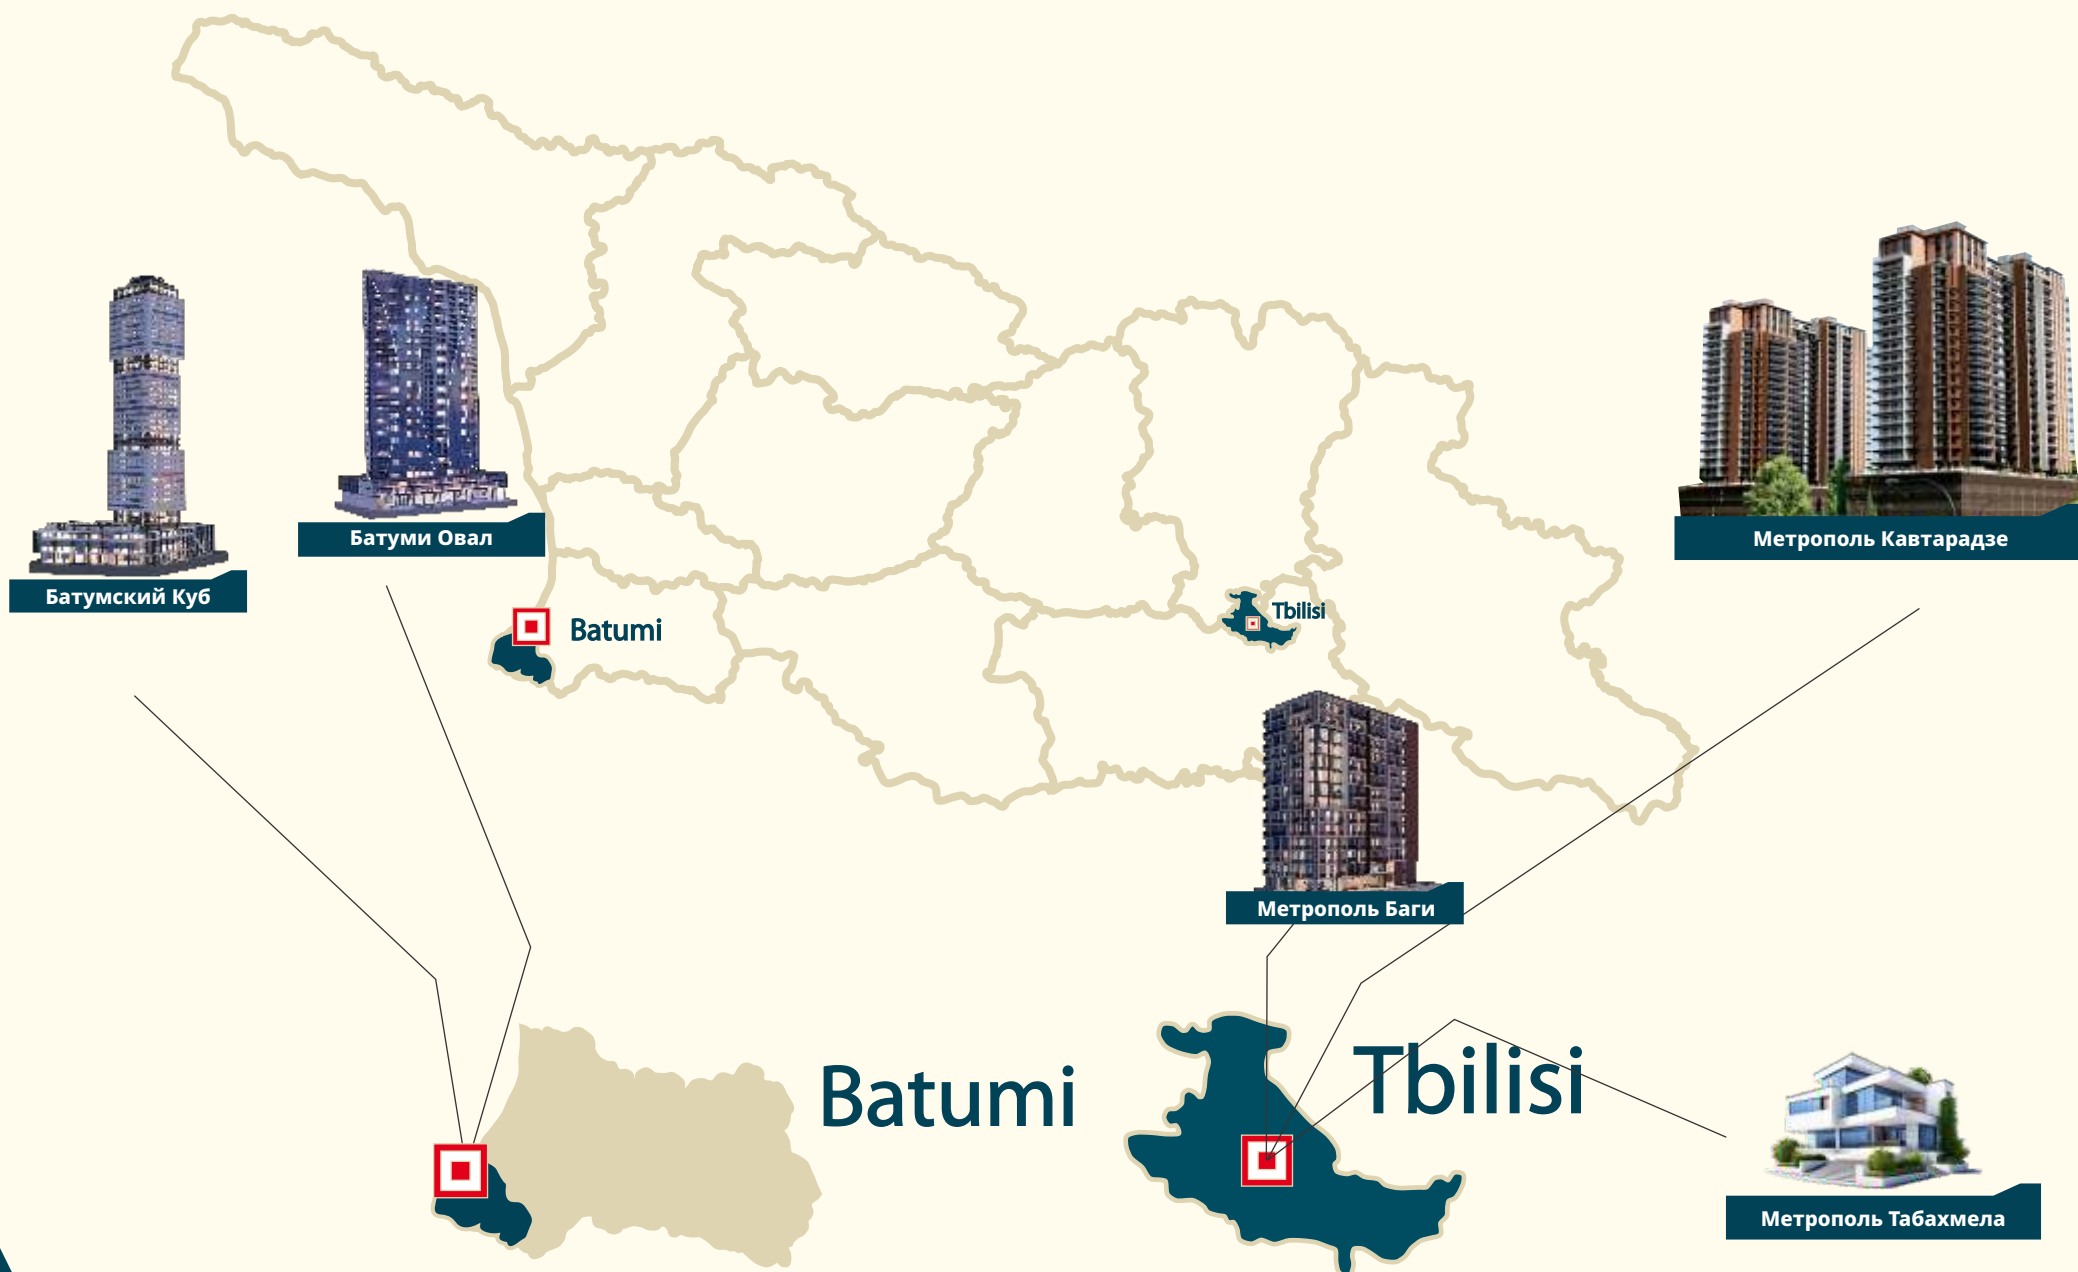 Батуми Овал
Метрополь Кавтарадзе
Батумский Куб
Tbilisi
Batumi
Метрополь Баги
Tbilisi
Batumi
Метрополь Табахмела